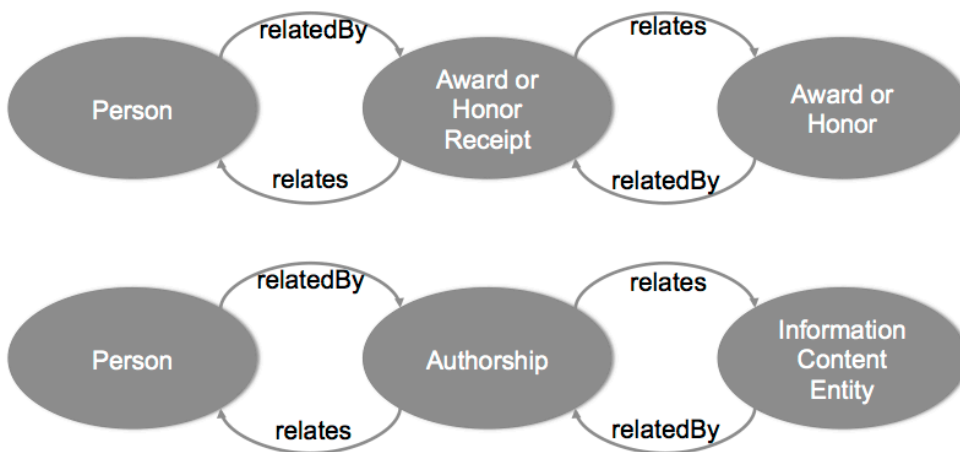 relatedBy
relates
Person
Award or
Honor
Receipt
Award or
Honor
relates
relatedBy
relatedBy
relates
Person
Authorship
Information
Content
Entity
relates
relatedBy